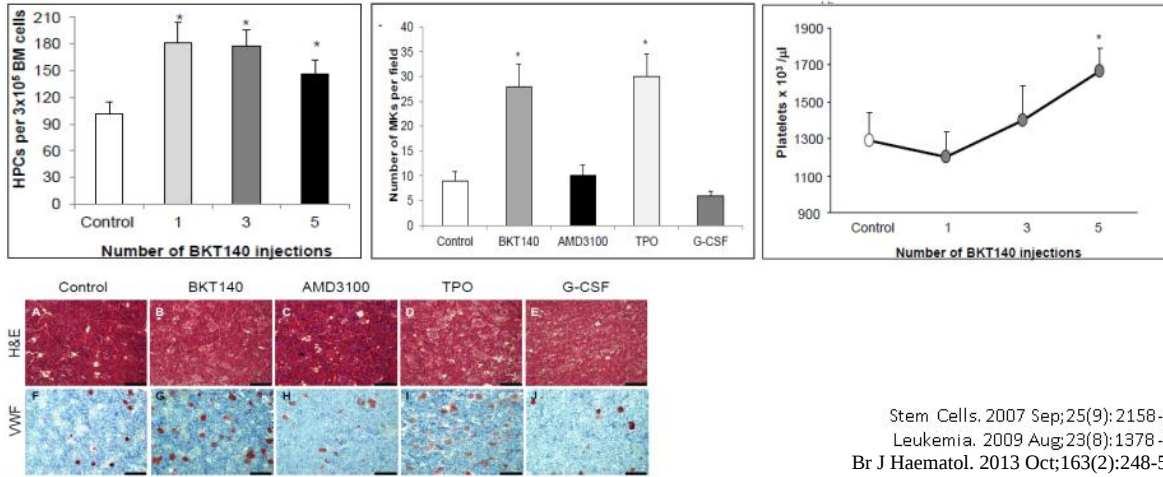 HPCs per 3x10⁵ BM cells
210
180
150
120
90
60
30
0
Control
1
3
5
*
*
*
Number of BKT140 injections
Number of MKs per field
40
35
30
25
20
15
10
5
0
*
*
Control
BKT140
AMD3100
TPO
G-CSF
Platelets x 10³ /µl
1900
1700
1500
1300
1100
900
*
Control
1
3
5
Number of BKT140 injections
Control
BKT140
AMD3100
TPO
G-CSF
H&E
A
B
C
D
E
VWF
F
G
H
I
J
Stem Cells. 2007 Sep;25(9):2158-
Leukemia. 2009 Aug;23(8):1378-
Br J Haematol. 2013 Oct;163(2):248-5